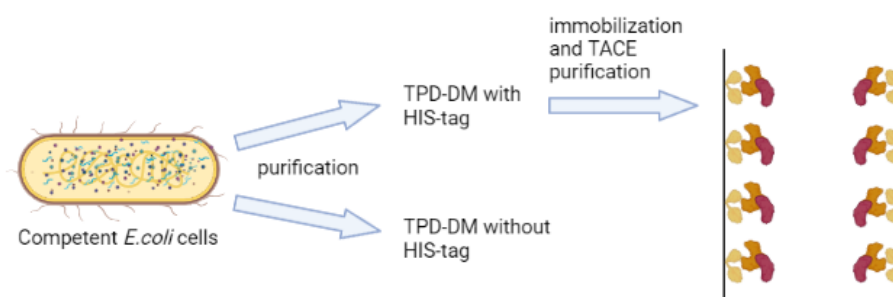 immobilization
and TACE
purification
TPD-DM with
HIS-tag
purification
TPD-DM without
HIS-tag
Competent E.coli cells